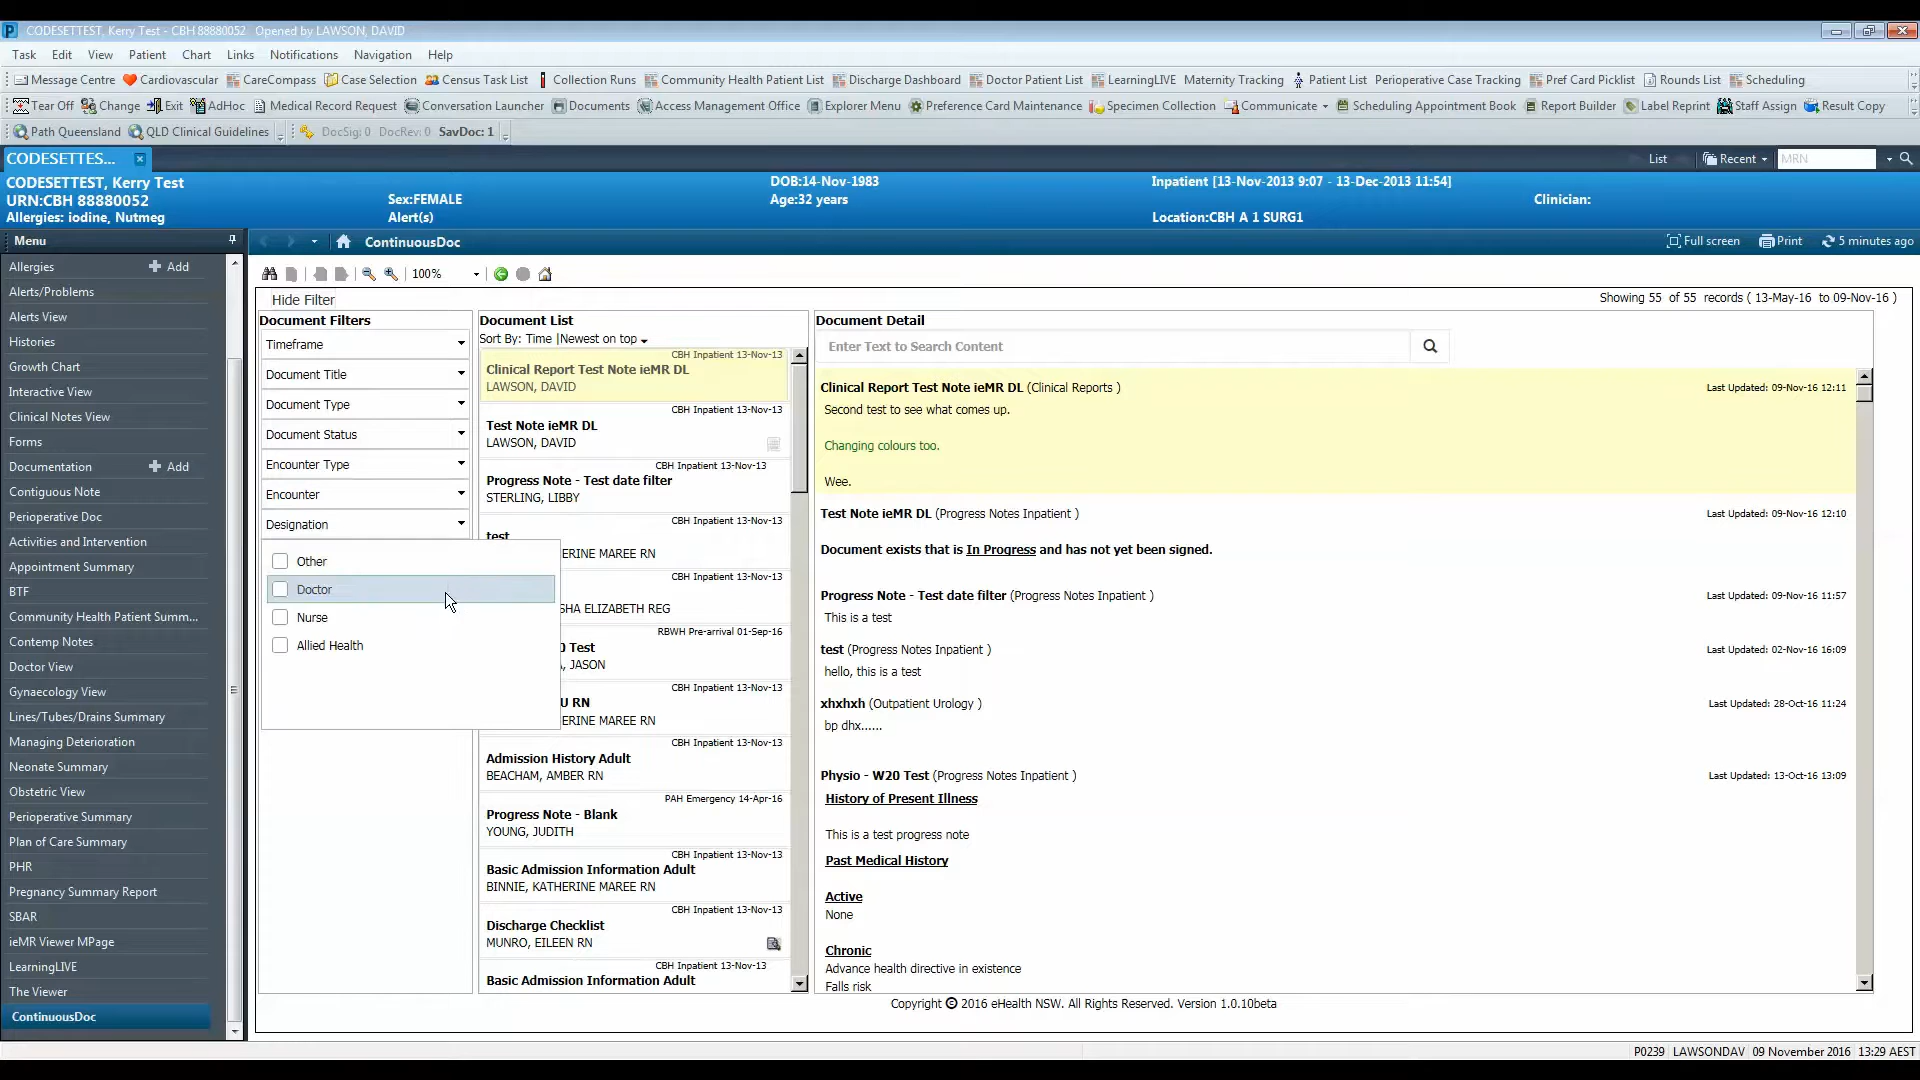 CODESETTEST, Kerry Test - CBH 88880052   Opened by LAWSON, DAVID
Task Edit View Patient Chart Links Notifications Navigation Help
Message Centre Cardiovascular CareCompass Case Selection Census Task List Collection Runs Community Health Patient List Discharge Dashboard Doctor Patient List LearningLIVE Maternity Tracking Patient List Perioperative Case Tracking Pref Card Picklist Rounds List Scheduling
Tear Off Change Exit AdHoc Medical Record Request Conversation Launcher Documents Access Management Office Explorer Menu Preference Card Maintenance Specimen Collection Communicate Scheduling Appointment Book Report Builder Label Reprint Staff Assign Result Copy
Path Queensland QLD Clinical Guidelines DocSig: 0 DocRev: 0 SavDoc: 1
CODESETTES... List Recent MRN
CODESETTEST, Kerry Test DOB:14-Nov-1983 Inpatient [13-Nov-2013 9:07 - 13-Dec-2013 11:54]
URN:CBH 88880052 Sex:FEMALE Age:32 years Clinician:
Allergies: iodine, Nutmeg Alert(s) Location:CBH A 1 SURG1
Menu ContinuousDoc Full screen Print 5 minutes ago
Allergies Add
Alerts/Problems
Alerts View
Histories
Growth Chart
Interactive View
Clinical Notes View
Forms
Documentation Add
Contiguous Note
Perioperative Doc
Activities and Intervention
Appointment Summary
BTF
Community Health Patient Summ...
Contemp Notes
Doctor View
Gynaecology View
Lines/Tubes/Drains Summary
Managing Deterioration
Neonate Summary
Obstetric View
Perioperative Summary
Plan of Care Summary
PHR
Pregnancy Summary Report
SBAR
ieMR Viewer MPage
LearningLIVE
The Viewer
ContinuousDoc
100%
Hide Filter
Showing 55 of 55 records ( 13-May-16 to 09-Nov-16 )
Document Filters
Timeframe
Document Title
Document Type
Document Status
Encounter Type
Encounter
Designation
Other
Doctor
Nurse
Allied Health
Document List
Sort By: Time |Newest on top
CBH Inpatient 13-Nov-13
Clinical Report Test Note ieMR DL
LAWSON, DAVID
CBH Inpatient 13-Nov-13
Test Note ieMR DL
LAWSON, DAVID
CBH Inpatient 13-Nov-13
Progress Note - Test date filter
STERLING, LIBBY
CBH Inpatient 13-Nov-13
test
ERINE MAREE RN
CBH Inpatient 13-Nov-13
SHA ELIZABETH REG
RBWH Pre-arrival 01-Sep-16
0 Test
, JASON
CBH Inpatient 13-Nov-13
U RN
ERINE MAREE RN
CBH Inpatient 13-Nov-13
Admission History Adult
BEACHAM, AMBER RN
PAH Emergency 14-Apr-16
Progress Note - Blank
YOUNG, JUDITH
CBH Inpatient 13-Nov-13
Basic Admission Information Adult
BINNIE, KATHERINE MAREE RN
CBH Inpatient 13-Nov-13
Discharge Checklist
MUNRO, EILEEN RN
CBH Inpatient 13-Nov-13
Basic Admission Information Adult
Document Detail
Enter Text to Search Content
Clinical Report Test Note ieMR DL (Clinical Reports ) Last Updated: 09-Nov-16 12:11
Second test to see what comes up.
Changing colours too.
Wee.
Test Note ieMR DL (Progress Notes Inpatient ) Last Updated: 09-Nov-16 12:10
Document exists that is In Progress and has not yet been signed.
Progress Note - Test date filter (Progress Notes Inpatient ) Last Updated: 09-Nov-16 11:57
This is a test
test (Progress Notes Inpatient ) Last Updated: 02-Nov-16 16:09
hello, this is a test
xhxhxh (Outpatient Urology ) Last Updated: 28-Oct-16 11:24
bp dhx......
Physio - W20 Test (Progress Notes Inpatient ) Last Updated: 13-Oct-16 13:09
History of Present Illness
This is a test progress note
Past Medical History
Active
None
Chronic
Advance health directive in existence
Falls risk
Copyright © 2016 eHealth NSW. All Rights Reserved. Version 1.0.10beta
P0239 LAWSONDAV 09 November 2016 13:29 AEST